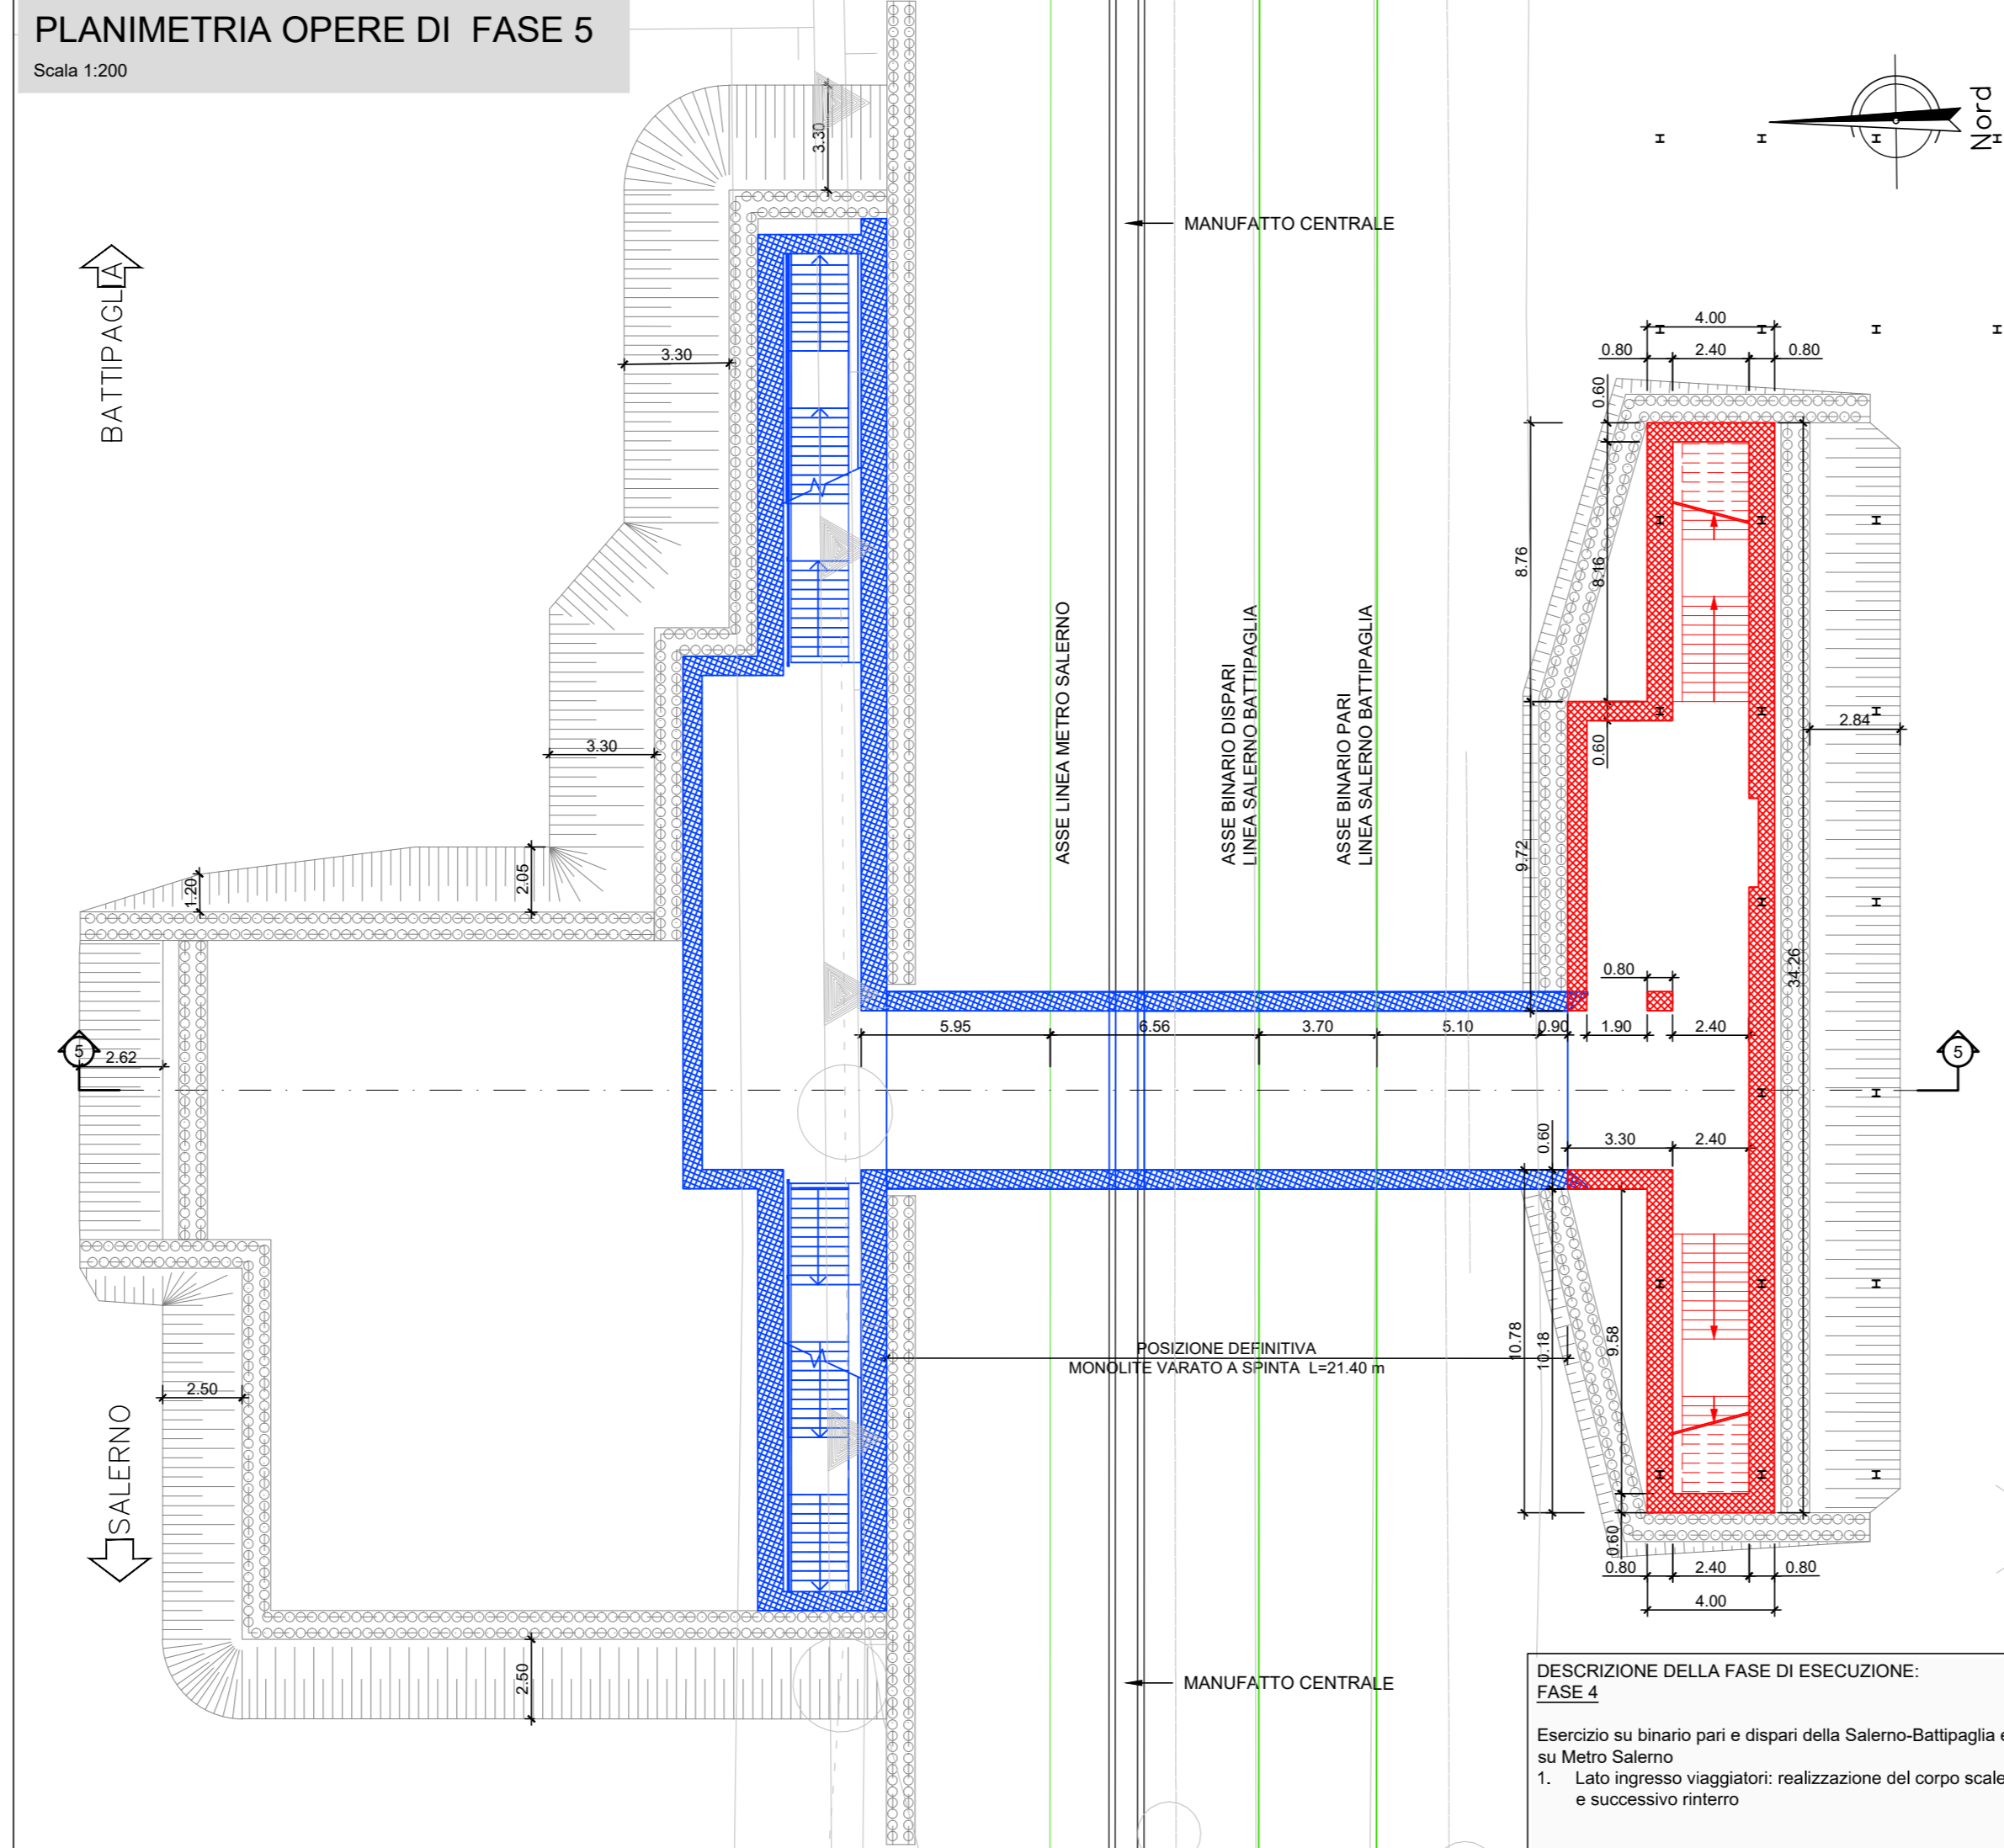 PLANIMETRIA OPERE DI FASE 5
Scala 1:200
Nord
BATTIPAGLIA
SALERNO
MANUFATTO CENTRALE
ASSE LINEA METRO SALERNO
ASSE BINARIO DISPARI
LINEA SALERNO BATTIPAGLIA
ASSE BINARIO PARI
LINEA SALERNO BATTIPAGLIA
3.30
3.30
3.30
2.05
1.20
2.62
5
2.50
2.50
4.00
0.80
2.40
0.80
0.60
8.76
8.16
0.60
2.84
9.72
34.26
0.80
5.95
6.56
3.70
5.10
0.90
1.90
2.40
5
0.60
3.30
2.40
10.78
10.18
9.58
0.60
0.80
2.40
0.80
4.00
POSIZIONE DEFINITIVA
MONOLITE VARATO A SPINTA L=21.40 m
MANUFATTO CENTRALE
DESCRIZIONE DELLA FASE DI ESECUZIONE:
FASE 4
Esercizio su binario pari e dispari della Salerno-Battipaglia e
su Metro Salerno
1. Lato ingresso viaggiatori: realizzazione del corpo scale
e successivo rinterro